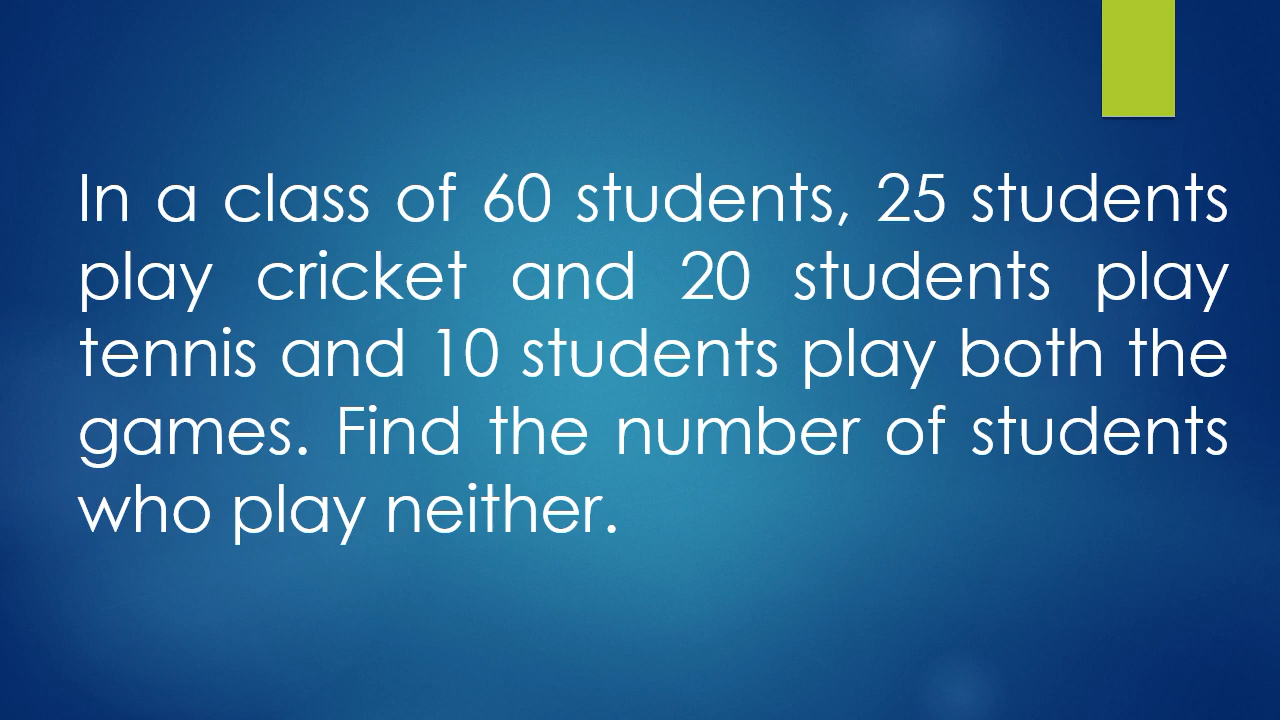 In a class of 60 students, 25 students
play cricket and 20 students play
tennis and 10 students play both the
games. Find the number of students
who play neither.